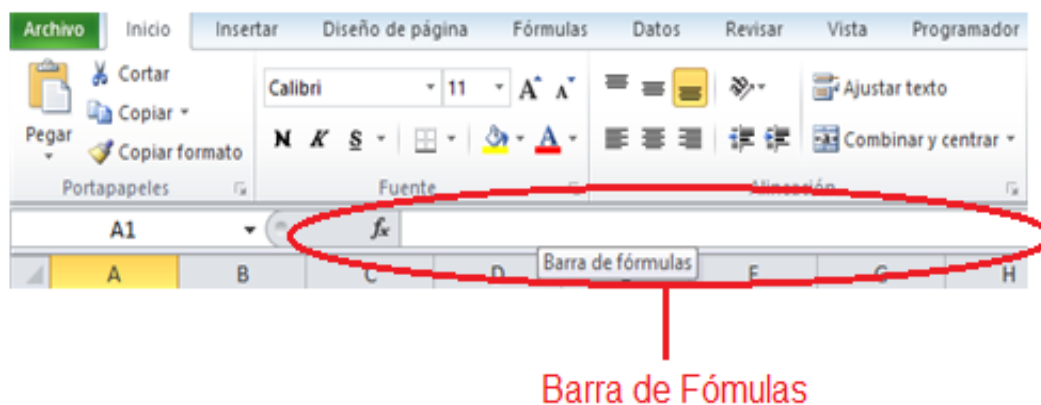 Archivo Inicio Insertar Diseño de página Fórmulas Datos Revisar Vista Programador
Cortar
Copiar
Pegar
Copiar formato
Portapapeles
Calibri 11 A A
N K S A
Fuente
Ajustar texto
Combinar y centrar
Alineación
A1 fx
Barra de fórmulas
A B C D E F G H
Barra de Fómulas